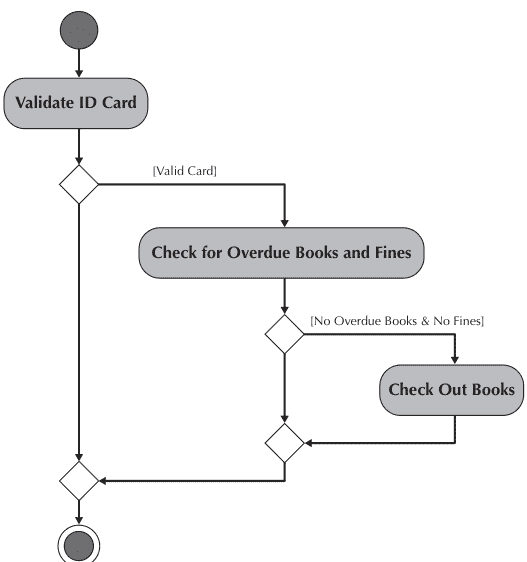 Validate ID Card
[Valid Card]
Check for Overdue Books and Fines
[No Overdue Books & No Fines]
Check Out Books